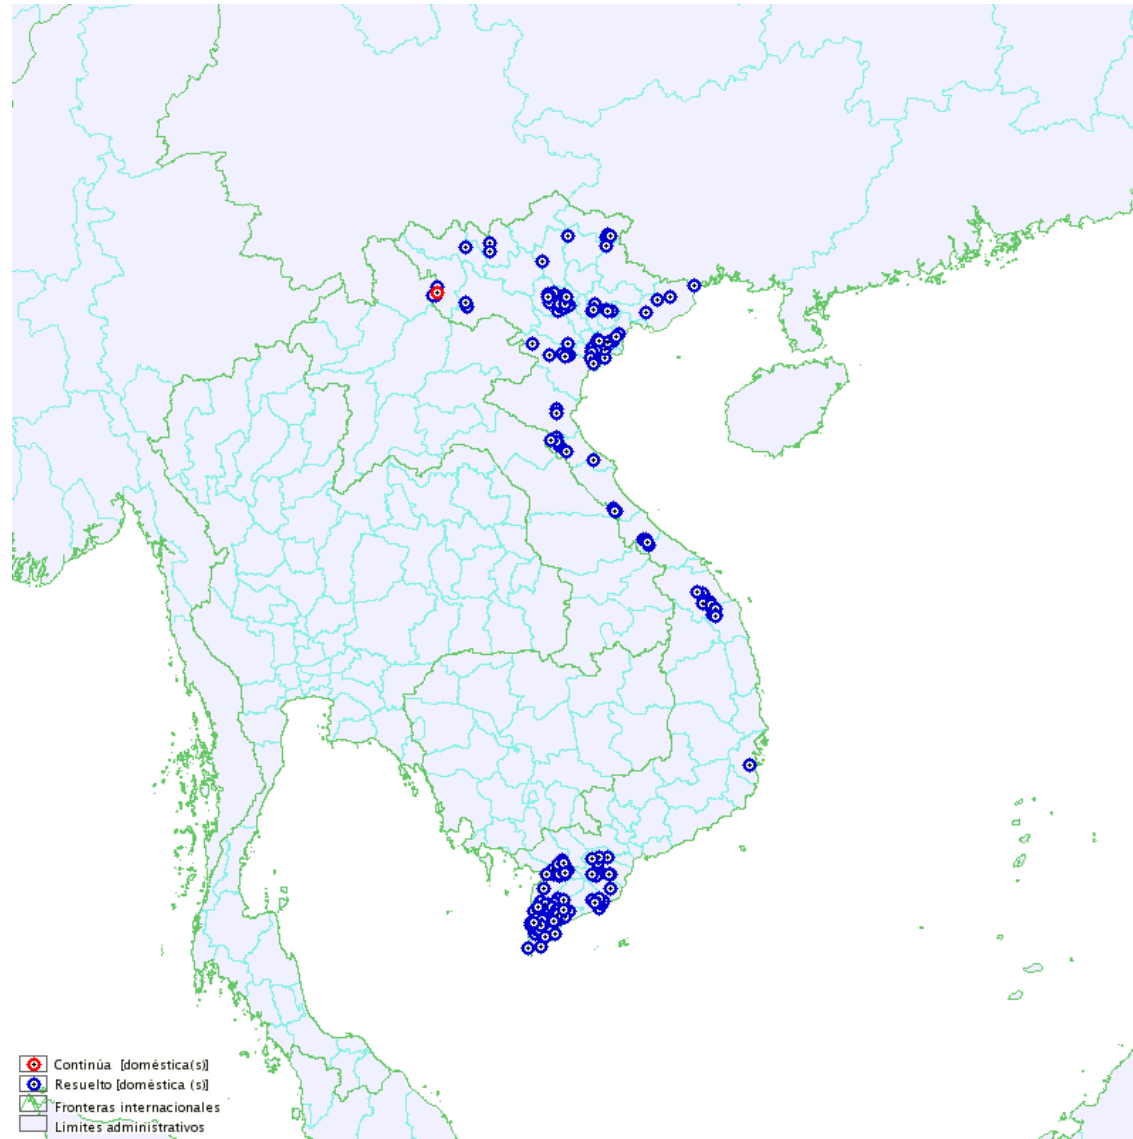 Continúa [doméstica(s)]
Resuelto [doméstica (s)]
Fronteras internacionales
Límites administrativos